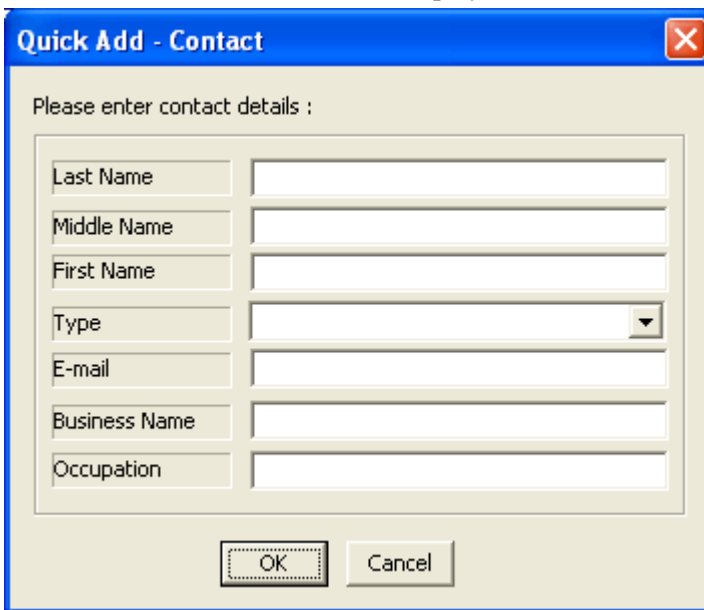 Quick Add - Contact
Please enter contact details :
Last Name
Middle Name
First Name
Type
E-mail
Business Name
Occupation
OK Cancel